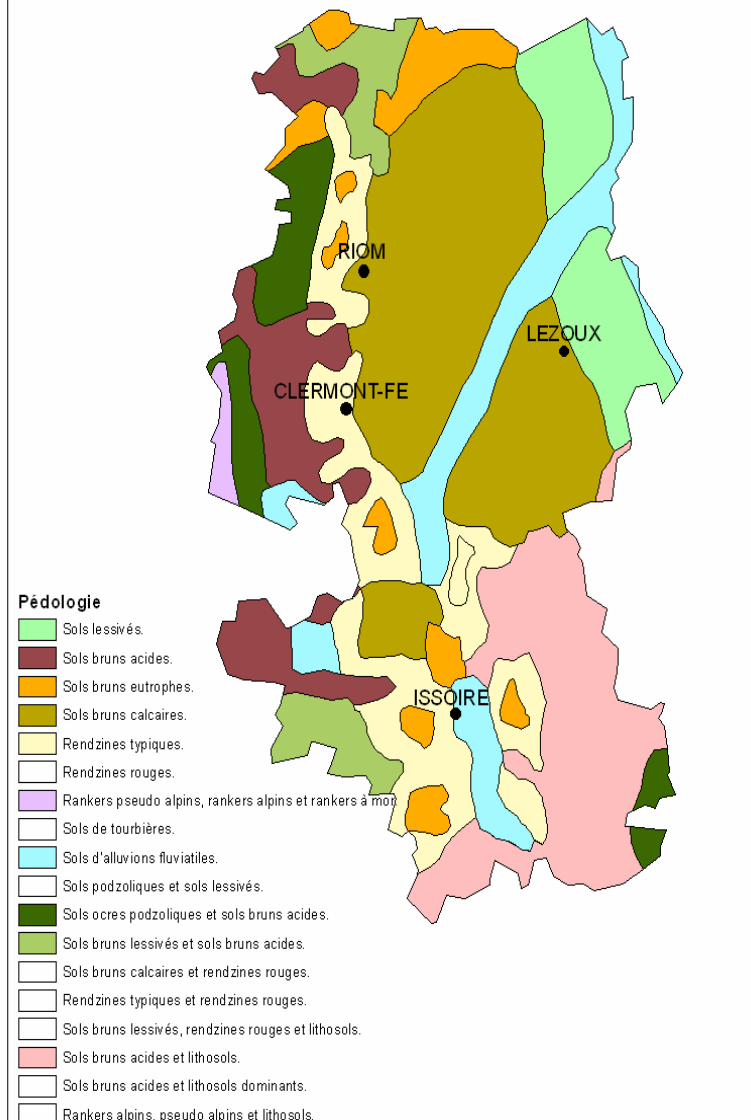 RIOM
LEZOUX
CLERMONT-FE
ISSOIRE
Pédologie
Sols lessivés.
Sols bruns acides.
Sols bruns eutrophes.
Sols bruns calcaires.
Rendzines typiques.
Rendzines rouges.
Rankers pseudo alpins, rankers alpins et rankers à mor.
Sols de tourbières.
Sols d'alluvions fluviatiles.
Sols podzoliques et sols lessivés.
Sols ocres podzoliques et sols bruns acides.
Sols bruns lessivés et sols bruns acides.
Sols bruns calcaires et rendzines rouges.
Rendzines typiques et rendzines rouges.
Sols bruns lessivés, rendzines rouges et lithosols.
Sols bruns acides et lithosols.
Sols bruns acides et lithosols dominants.
Rankers alpins, pseudo alpins et lithosols.